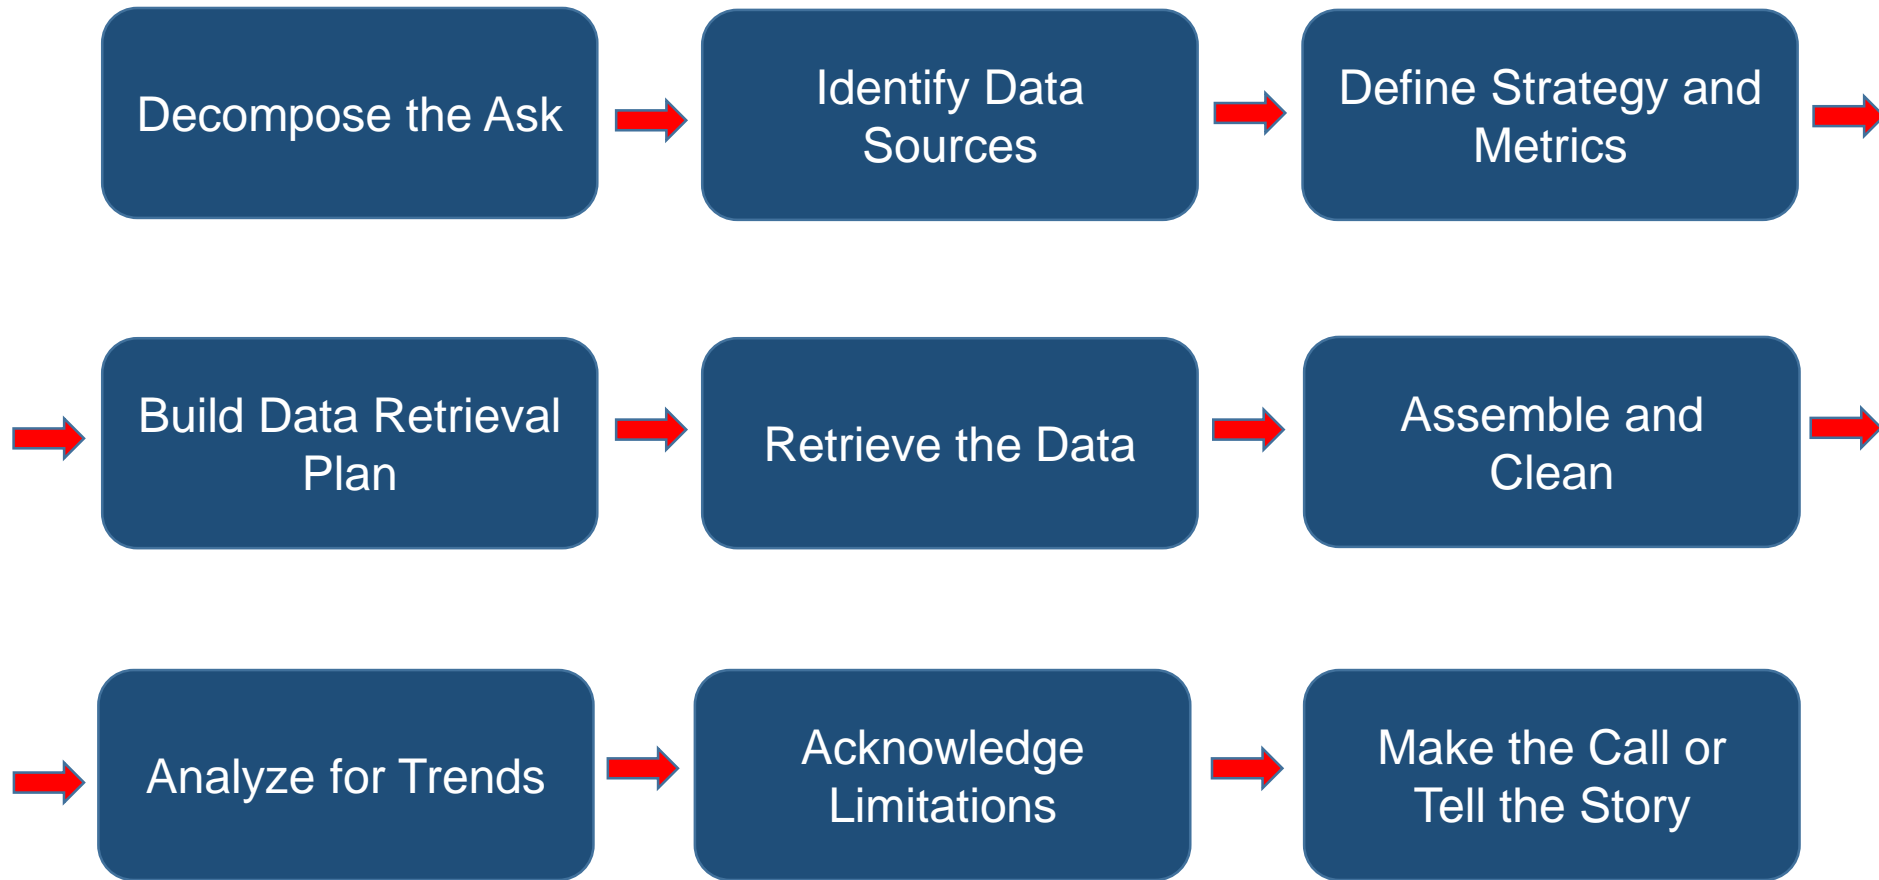 Decompose the Ask
Identify Data
Sources
Define Strategy and
Metrics
Build Data Retrieval
Plan
Retrieve the Data
Assemble and
Clean
Analyze for Trends
Acknowledge
Limitations
Make the Call or
Tell the Story